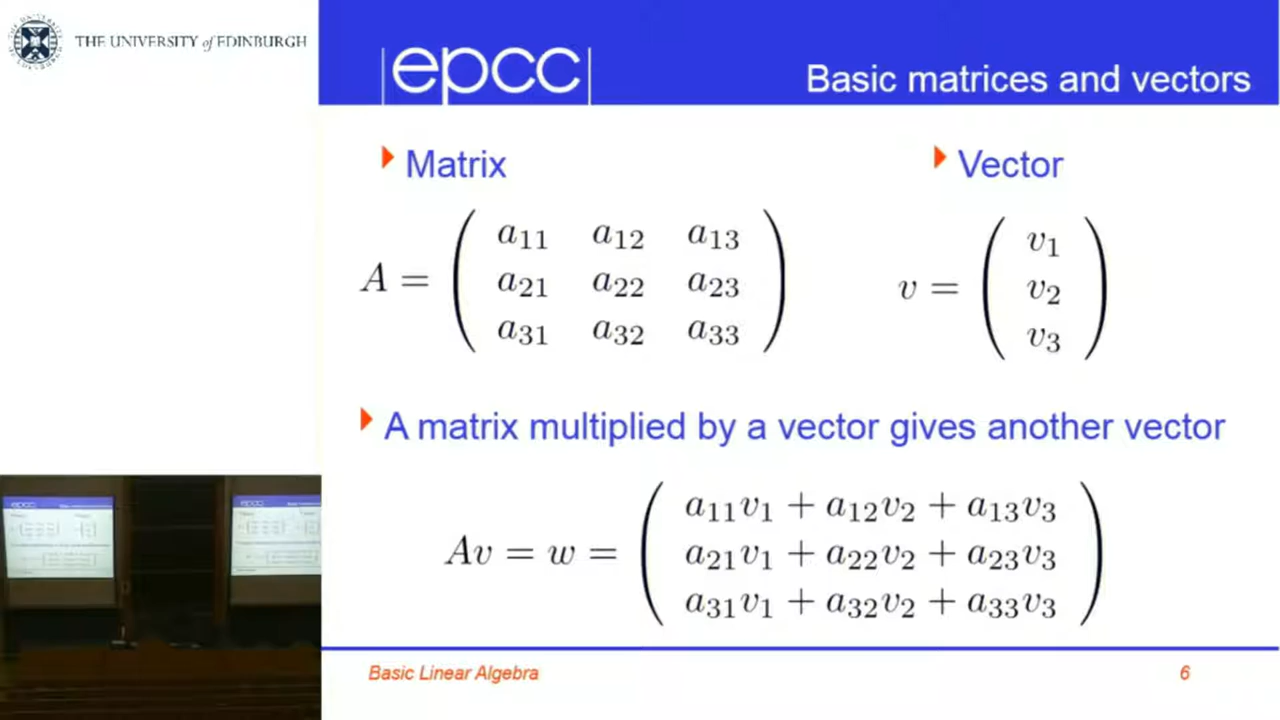 THE UNIVERSITY of EDINBURGH
epcc
Basic matrices and vectors
Matrix
Vector
A = ( a11 a12 a13
a21 a22 a23
a31 a32 a33 )
v = ( v1
v2
v3 )
A matrix multiplied by a vector gives another vector
Av = w = ( a11v1 + a12v2 + a13v3
a21v1 + a22v2 + a23v3
a31v1 + a32v2 + a33v3 )
Basic Linear Algebra
6
epcc
epcc